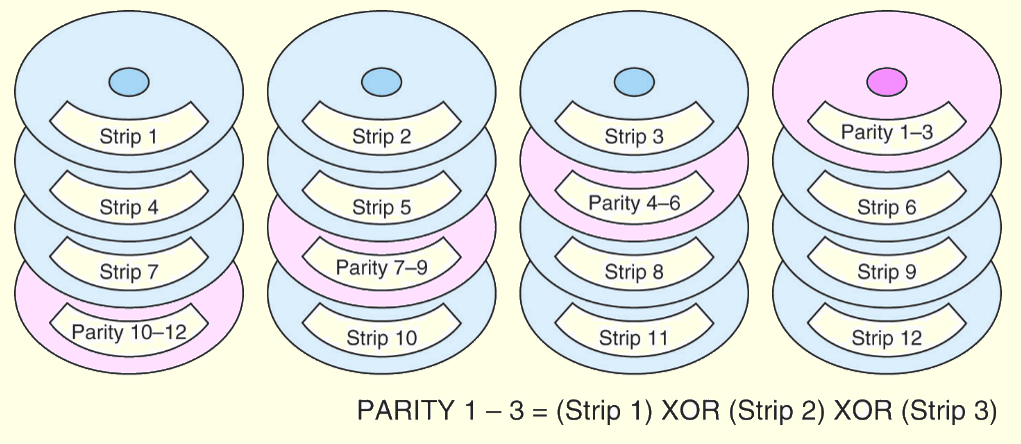 Strip 1
Strip 2
Strip 3
Parity 1–3
Strip 4
Strip 5
Parity 4–6
Strip 6
Strip 7
Parity 7–9
Strip 8
Strip 9
Parity 10–12
Strip 10
Strip 11
Strip 12
PARITY 1 – 3 = (Strip 1) XOR (Strip 2) XOR (Strip 3)